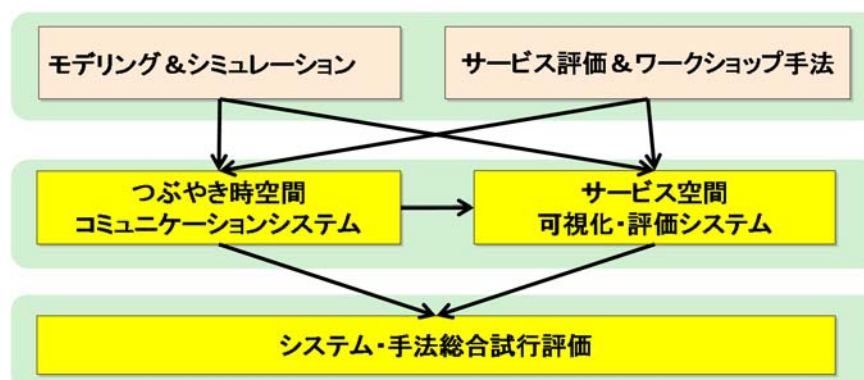 モデリング＆シミュレーション
サービス評価＆ワークショップ手法
つぶやき時空間
コミュニケーションシステム
サービス空間
可視化・評価システム
システム・手法総合試行評価